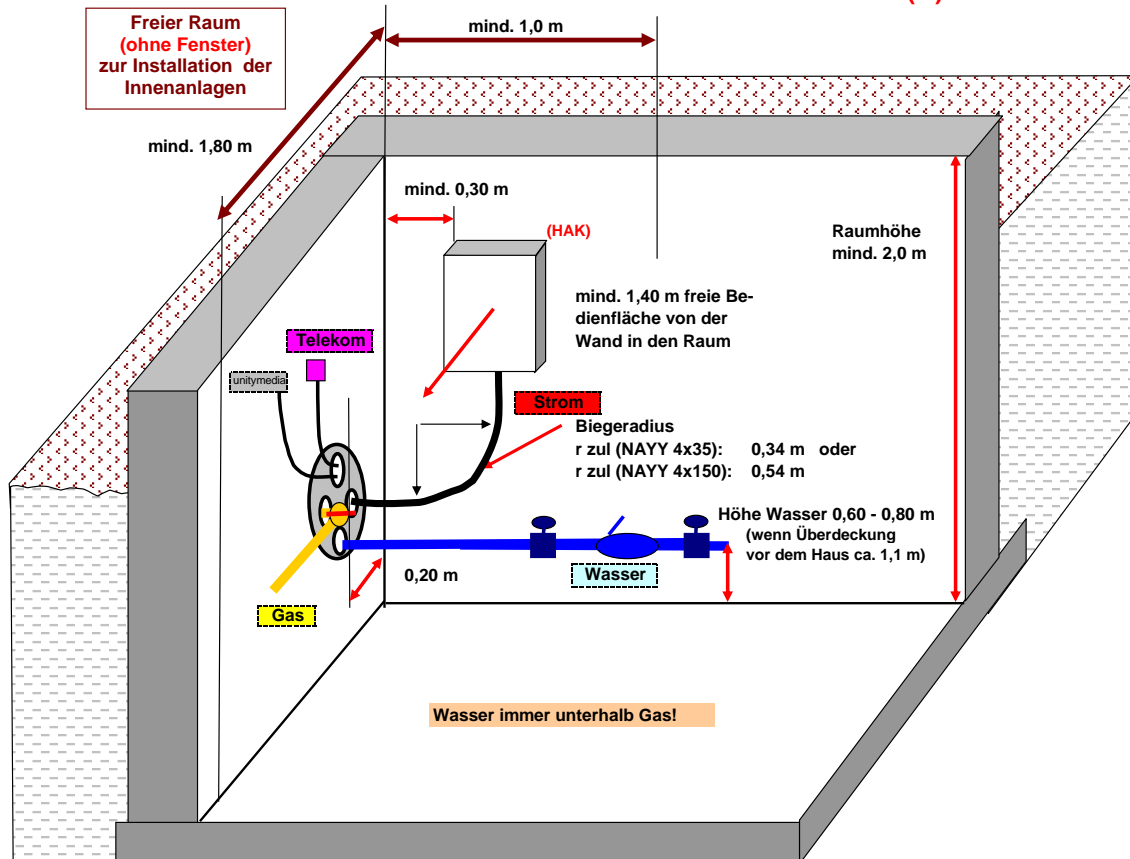 ( )
Freier Raum
(ohne Fenster)
zur Installation der
Innenanlagen
mind. 1,0 m
mind. 1,80 m
mind. 0,30 m
(HAK)
Raumhöhe
mind. 2,0 m
mind. 1,40 m freie Be-
dienfläche von der
Wand in den Raum
Telekom
unitymedia
Strom
Biegeradius
r zul (NAYY 4x35): 0,34 m oder
r zul (NAYY 4x150): 0,54 m
Höhe Wasser 0,60 - 0,80 m
(wenn Überdeckung
vor dem Haus ca. 1,1 m)
0,20 m
Wasser
Gas
Wasser immer unterhalb Gas!